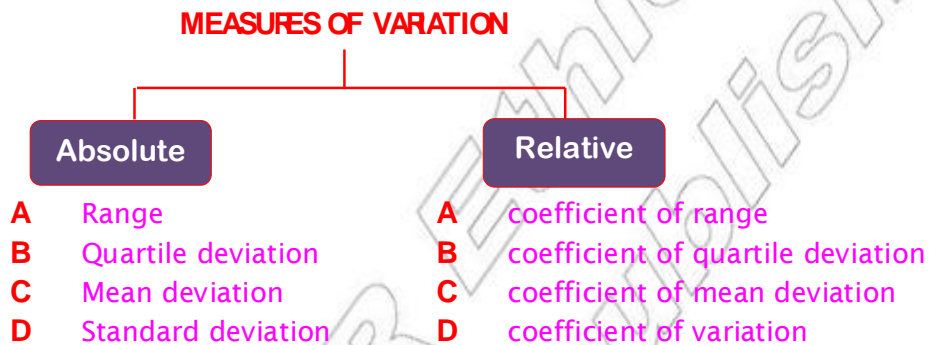 MEASURES OF VARATION
Absolute
Relative
A Range
B Quartile deviation
C Mean deviation
D Standard deviation
A coefficient of range
B coefficient of quartile deviation
C coefficient of mean deviation
D coefficient of variation